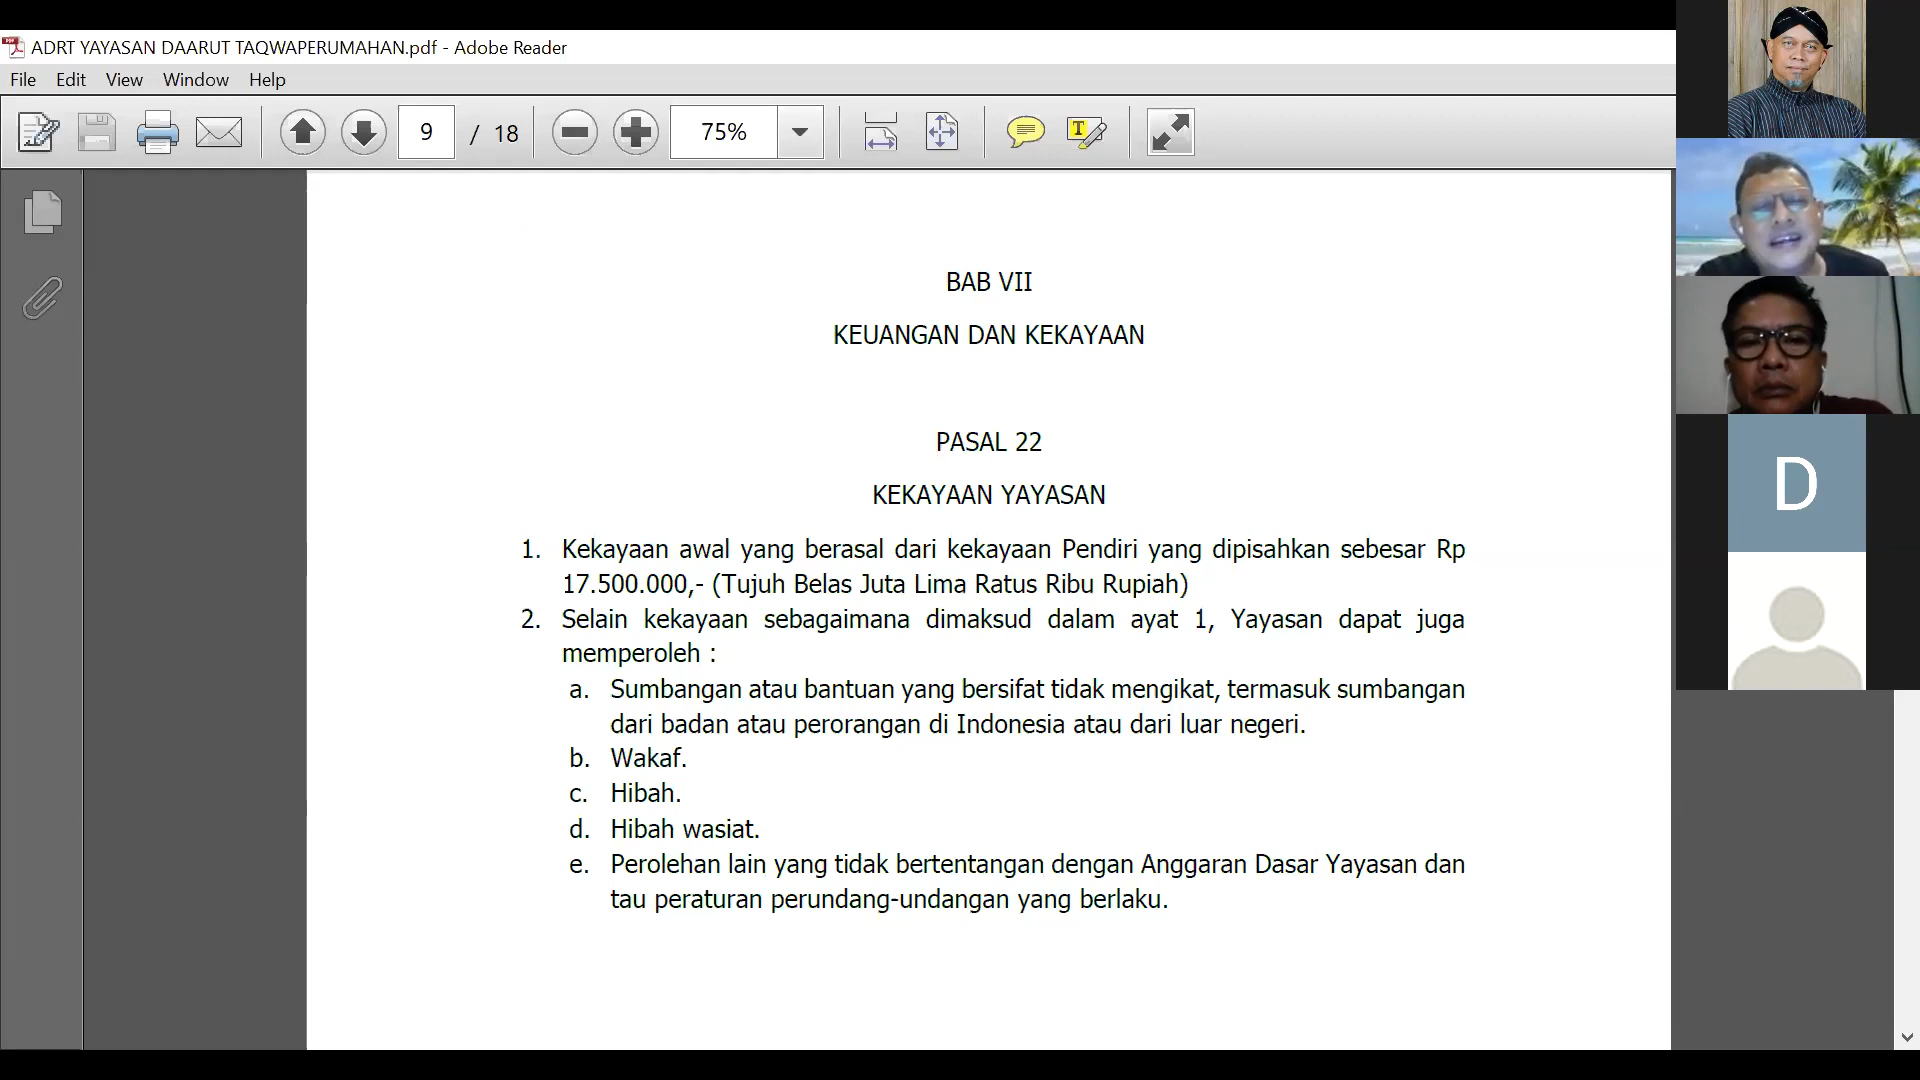 ADRT YAYASAN DAARUT TAQWAPERUMAHAN.pdf - Adobe Reader
File Edit View Window Help
9 / 18 75%
BAB VII
KEUANGAN DAN KEKAYAAN
PASAL 22
KEKAYAAN YAYASAN
1. Kekayaan awal yang berasal dari kekayaan Pendiri yang dipisahkan sebesar Rp
17.500.000,- (Tujuh Belas Juta Lima Ratus Ribu Rupiah)
2. Selain kekayaan sebagaimana dimaksud dalam ayat 1, Yayasan dapat juga
memperoleh :
a. Sumbangan atau bantuan yang bersifat tidak mengikat, termasuk sumbangan
dari badan atau perorangan di Indonesia atau dari luar negeri.
b. Wakaf.
c. Hibah.
d. Hibah wasiat.
e. Perolehan lain yang tidak bertentangan dengan Anggaran Dasar Yayasan dan
tau peraturan perundang-undangan yang berlaku.
D